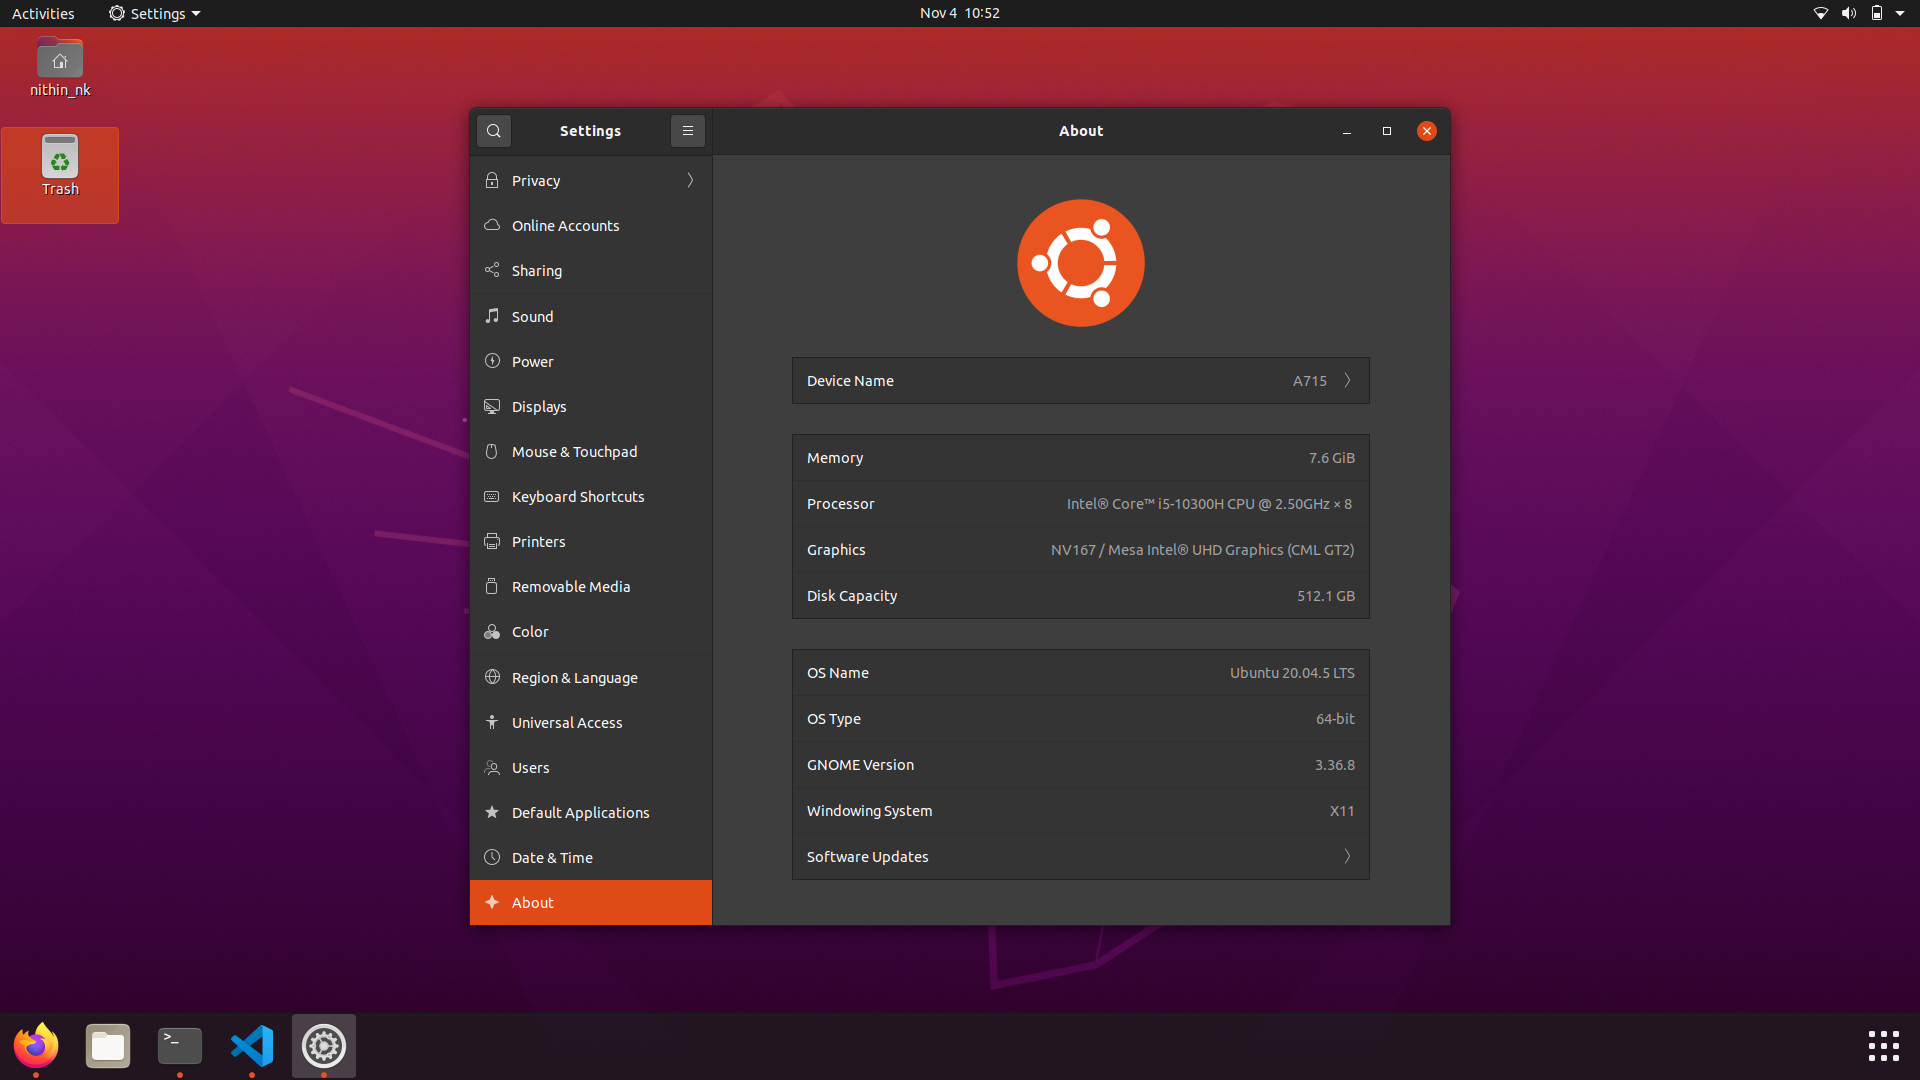 Activities
Settings
Nov 4  10:52
nithin_nk
Trash
Settings
About
Privacy
Online Accounts
Sharing
Sound
Power
Displays
Mouse & Touchpad
Keyboard Shortcuts
Printers
Removable Media
Color
Region & Language
Universal Access
Users
Default Applications
Date & Time
About
Device Name A715
Memory 7.6 GiB
Processor Intel® Core™ i5-10300H CPU @ 2.50GHz × 8
Graphics NV167 / Mesa Intel® UHD Graphics (CML GT2)
Disk Capacity 512.1 GB
OS Name Ubuntu 20.04.5 LTS
OS Type 64-bit
GNOME Version 3.36.8
Windowing System X11
Software Updates
>_